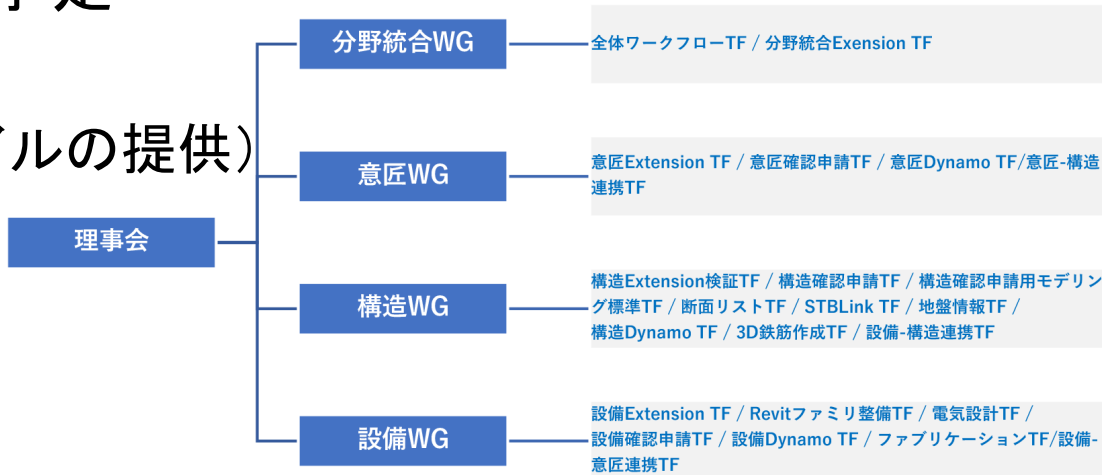 ルの提供）
理事会
分野統合WG
全体ワークフローTF / 分野統合Exension TF
意匠WG
意匠Extension TF / 意匠確認申請TF / 意匠Dynamo TF/意匠-構造
連携TF
構造WG
構造Extension検証TF / 構造確認申請TF / 構造確認申請用モデリン
グ標準TF / 断面リストTF / STBLink TF / 地盤情報TF /
構造Dynamo TF / 3D鉄筋作成TF / 設備-構造連携TF
設備WG
設備Extension TF / Revitファミリ整備TF / 電気設計TF /
設備確認申請TF / 設備Dynamo TF / ファブリケーションTF/設備-
意匠連携TF